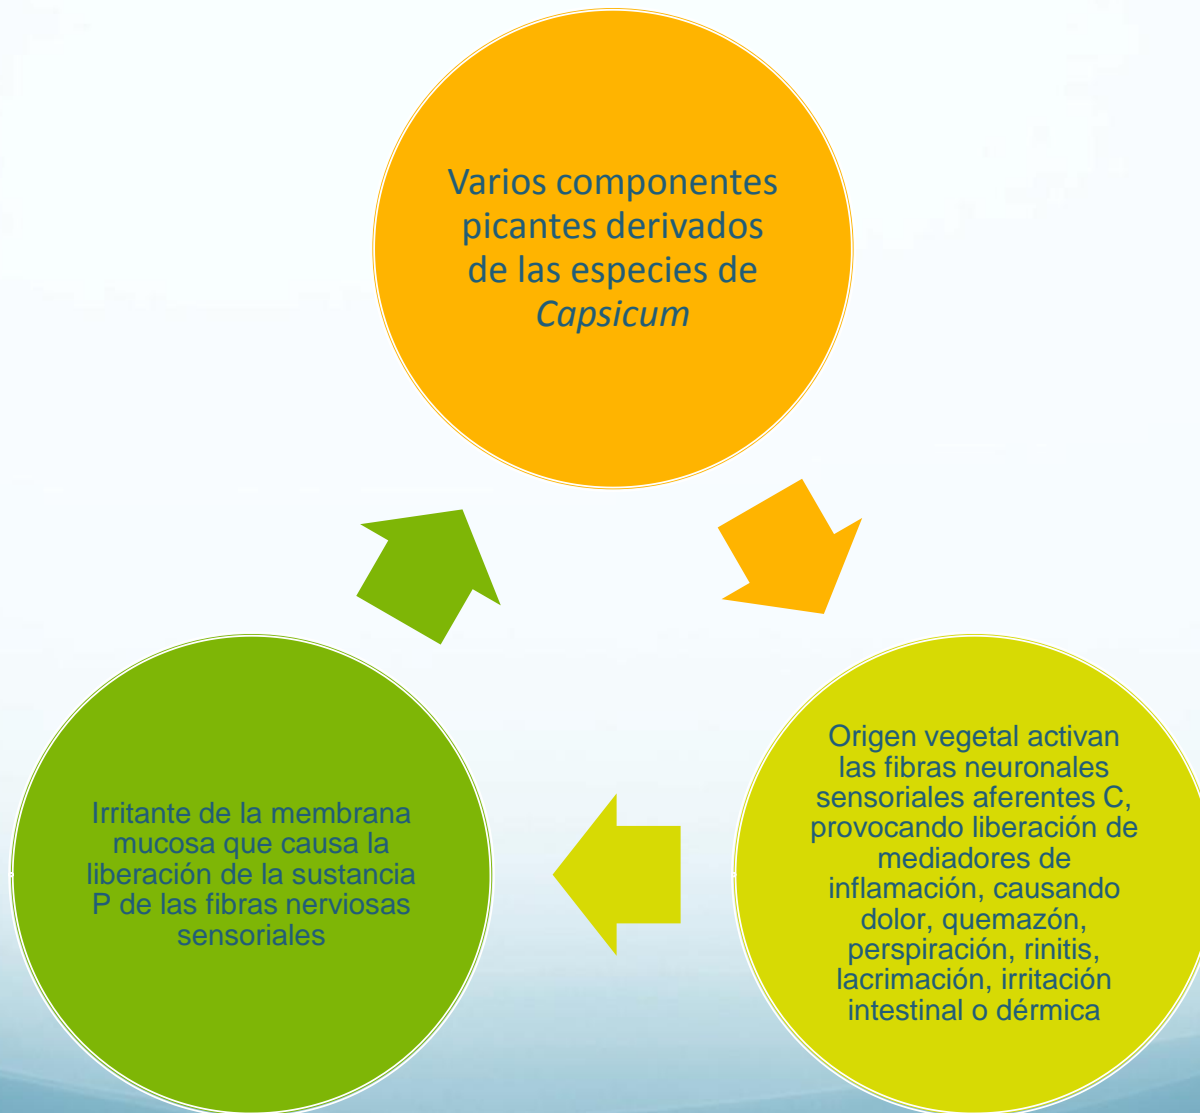 Varios componentes
picantes derivados
de las especies de
Capsicum
Origen vegetal activan
las fibras neuronales
sensoriales aferentes C,
provocando liberación de
mediadores de
inflamación, causando
dolor, quemazón,
perspiración, rinitis,
lacrimación, irritación
intestinal o dérmica
Irritante de la membrana
mucosa que causa la
liberación de la sustancia
P de las fibras nerviosas
sensoriales